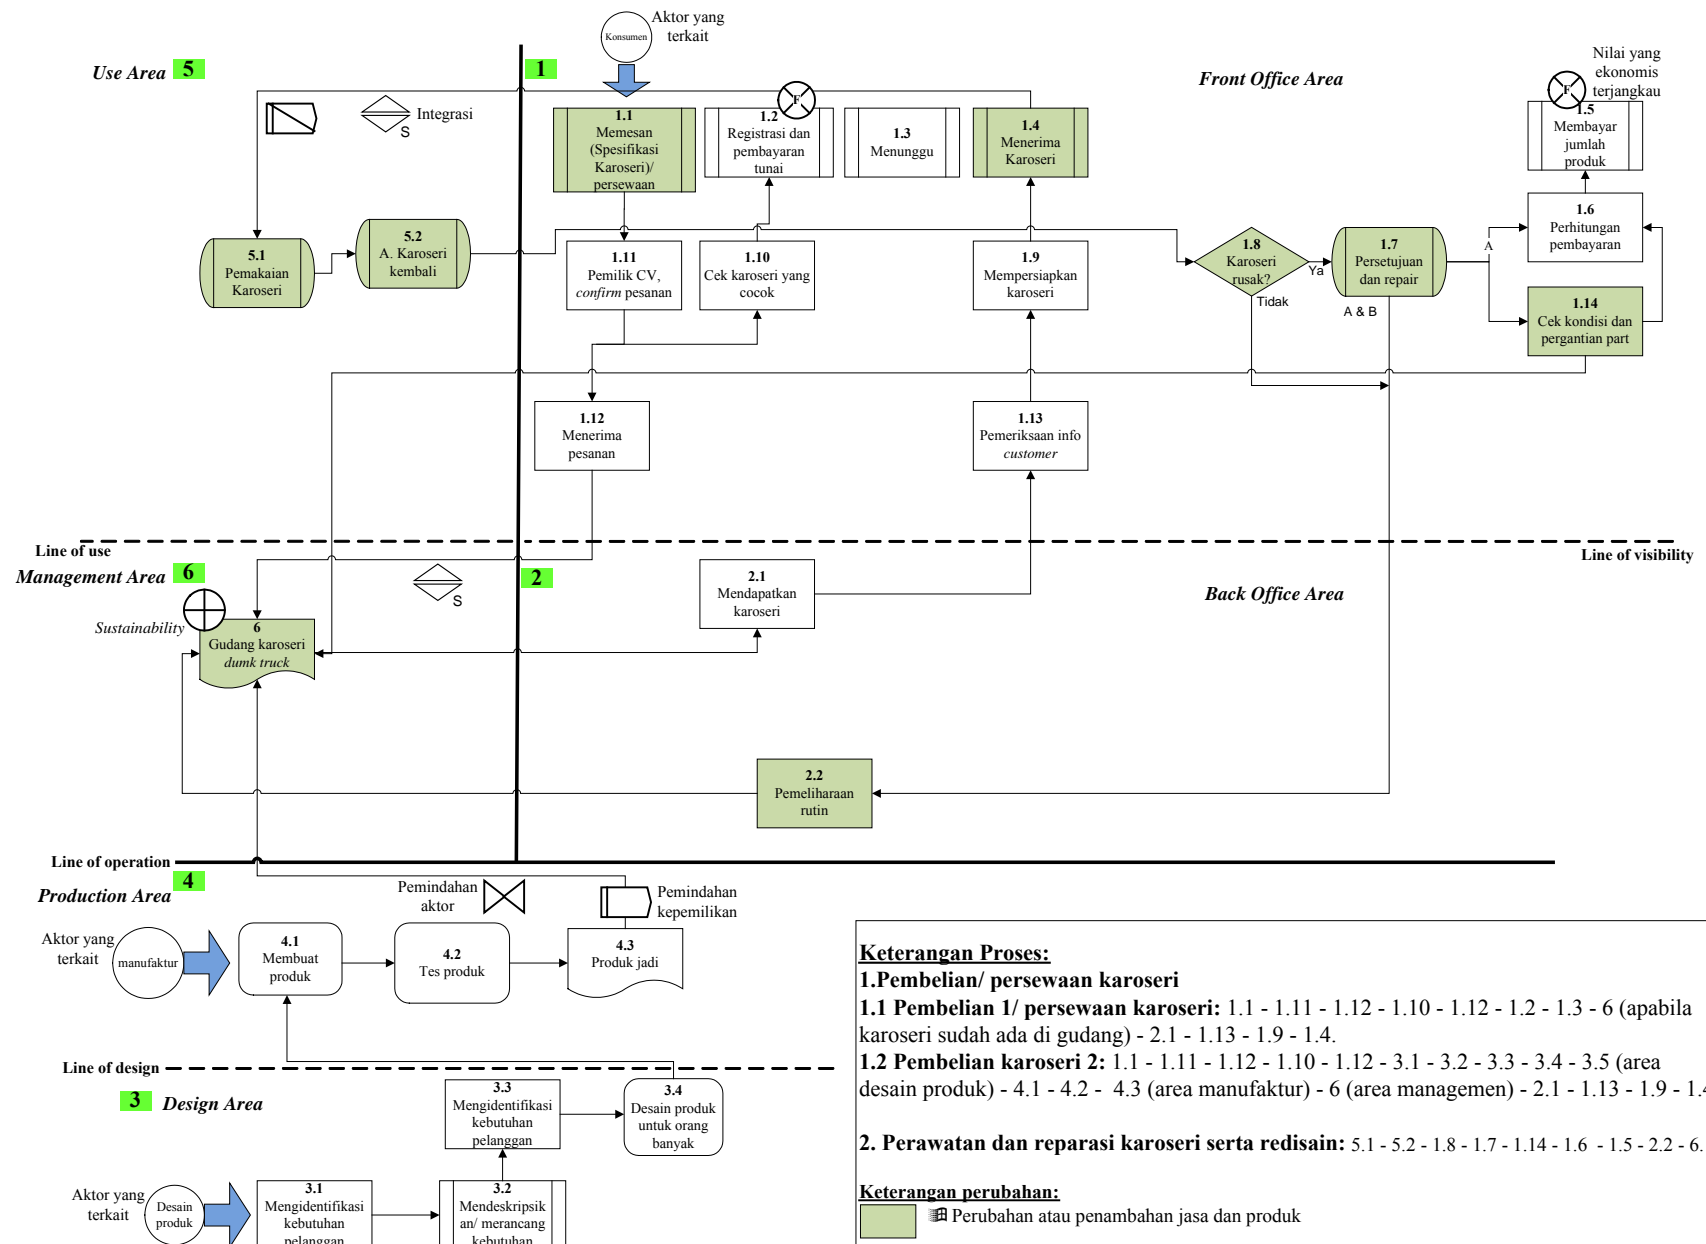 Konsumen
Aktor yang
terkait
Use Area 5
1
Front Office Area
Nilai yang
ekonomis
terjangkau
Integrasi
S
F
F
1.1
Memesan
(Spesifikasi
Karoseri)/
persewaan
1.2
Registrasi dan
pembayaran
tunai
1.3
Menunggu
1.4
Menerima
Karoseri
1.5
Membayar
jumlah
produk
5.1
Pemakaian
Karoseri
5.2
A. Karoseri
kembali
1.11
Pemilik CV,
confirm pesanan
1.10
Cek karoseri yang
cocok
1.9
Mempersiapkan
karoseri
1.8
Karoseri
rusak?
Ya
Tidak
1.7
Persetujuan
dan repair
A
A & B
1.6
Perhitungan
pembayaran
1.14
Cek kondisi dan
pergantian part
1.12
Menerima
pesanan
1.13
Pemeriksaan info
customer
Line of use
Line of visibility
Management Area 6
S
2
Back Office Area
Sustainability
6
Gudang karoseri
dumk truck
2.1
Mendapatkan
karoseri
2.2
Pemeliharaan
rutin
Line of operation
Production Area 4
Pemindahan
aktor
Pemindahan
kepemilikan
Aktor yang
terkait
manufaktur
4.1
Membuat
produk
4.2
Tes produk
4.3
Produk jadi
Line of design
3 Design Area
3.3
Mengidentifikasi
kebutuhan
pelanggan
3.4
Desain produk
untuk orang
banyak
Aktor yang
terkait
Desain
produk
3.1
Mengidentifikasi
kebutuhan
pelanggan
3.2
Mendeskripsik
an/ merancang
kebutuhan
Keterangan Proses:
1.Pembelian/ persewaan karoseri
1.1 Pembelian 1/ persewaan karoseri: 1.1 - 1.11 - 1.12 - 1.10 - 1.12 - 1.2 - 1.3 - 6 (apabila
karoseri sudah ada di gudang) - 2.1 - 1.13 - 1.9 - 1.4.
1.2 Pembelian karoseri 2: 1.1 - 1.11 - 1.12 - 1.10 - 1.12 - 3.1 - 3.2 - 3.3 - 3.4 - 3.5 (area
desain produk) - 4.1 - 4.2 - 4.3 (area manufaktur) - 6 (area managemen) - 2.1 - 1.13 - 1.9 - 1.4
2. Perawatan dan reparasi karoseri serta redisain: 5.1 - 5.2 - 1.8 - 1.7 - 1.14 - 1.6 - 1.5 - 2.2 - 6.
Keterangan perubahan:
Perubahan atau penambahan jasa dan produk